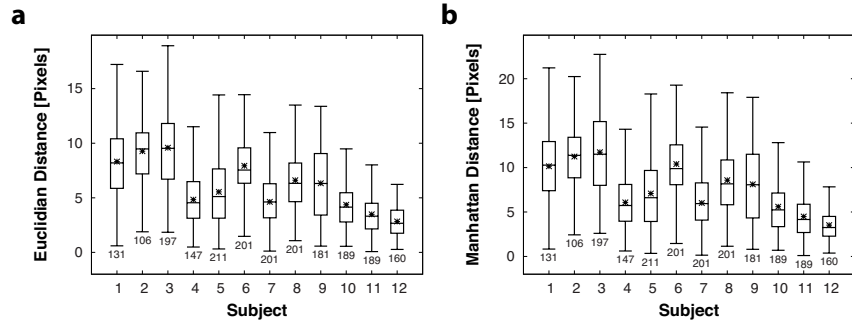 a
b
Euclidian Distance [Pixels]
15
10
5
0
131 106 197 147 211 201 201 201 181 189 189 160
1 2 3 4 5 6 7 8 9 10 11 12
Subject
Manhattan Distance [Pixels]
20
15
10
5
0
131 106 197 147 211 201 201 201 181 189 189 160
1 2 3 4 5 6 7 8 9 10 11 12
Subject